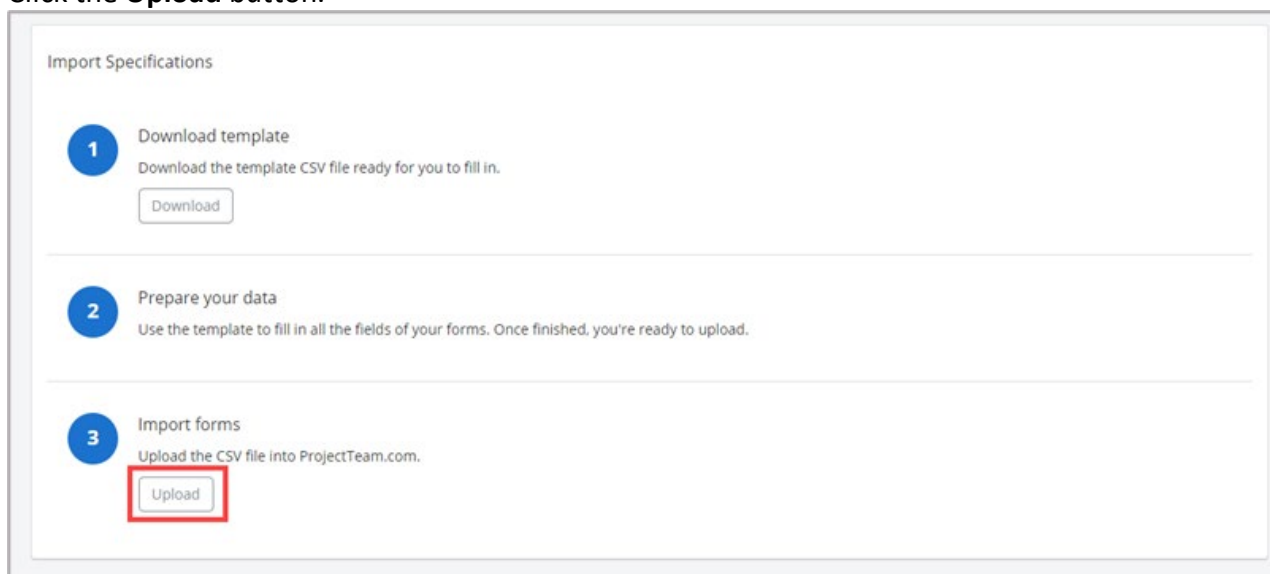 Click the Upload button.
Import Specifications
1
Download template
Download the template CSV file ready for you to fill in.
Download
2
Prepare your data
Use the template to fill in all the fields of your forms. Once finished, you're ready to upload.
3
Import forms
Upload the CSV file into ProjectTeam.com.
Upload